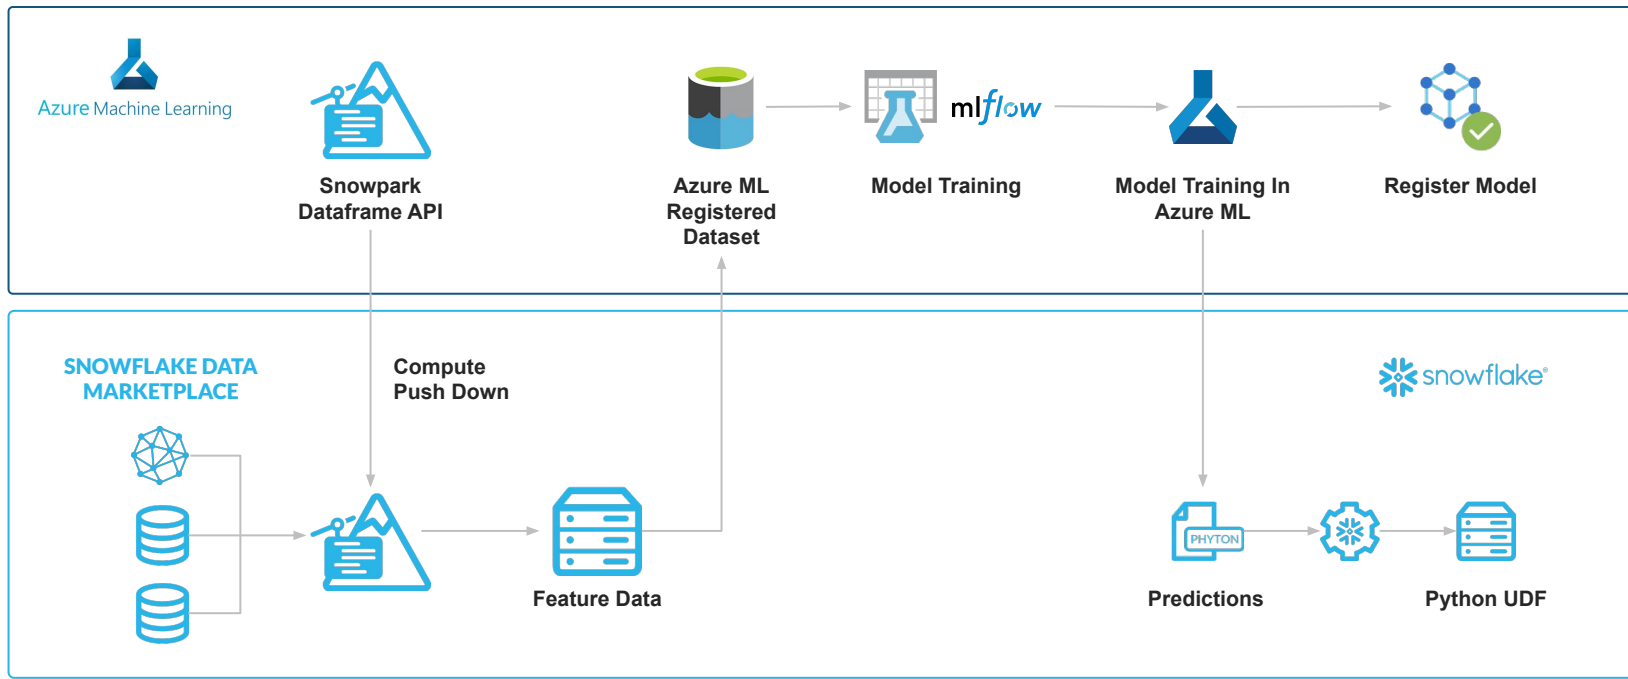 Azure Machine Learning
Snowpark
Dataframe API
Azure ML
Registered
Dataset
mlflow
Model Training
Model Training In
Azure ML
Register Model
SNOWFLAKE DATA
MARKETPLACE
Compute
Push Down
snowflake®
Feature Data
PHYTON
Predictions
Python UDF